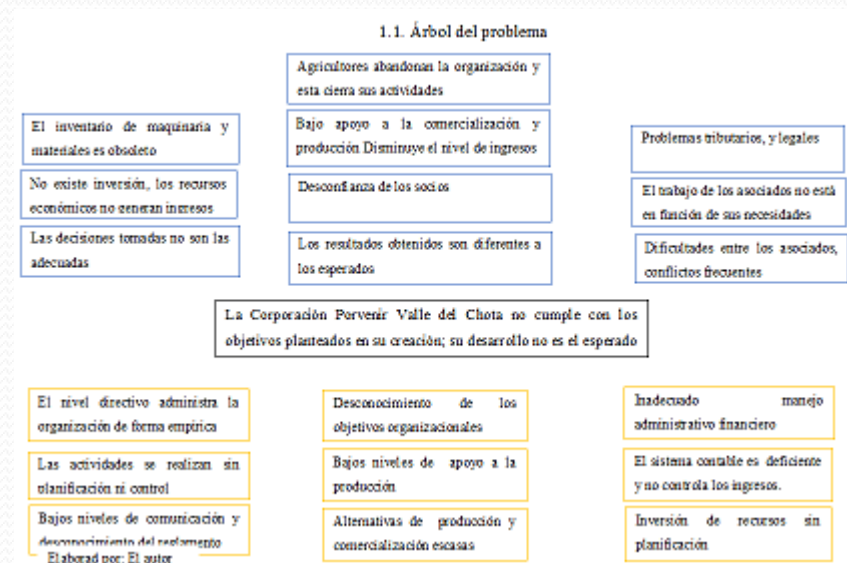 1.1. Árbol del problema
Agricultores abandonan la organización y
esta cierra sus actividades
El inventario de maquinaria y
materiales es obsoleto
Bajo apoyo a la comercialización y
producción Disminuye el nivel de ingresos
Problemas tributarios, y legales
No existe inversión, los recursos
económicos no generan ingresos
Desconfianza de los socios
El trabajo de los asociados no está
en función de sus necesidades
Las decisiones tomadas no son las
adecuadas
Los resultados obtenidos son diferentes a
los esperados
Dificultades entre los asociados,
conflictos frecuentes
La Corporación Porvenir Valle del Chota no cumple con los
objetivos planteados en su creación; su desarrollo no es el esperado
El nivel directivo administra la
organización de forma empírica
Desconocimiento de los
objetivos organizacionales
Inadecuado manejo
administrativo financiero
Las actividades se realizan sin
planificación ni control
Bajos niveles de apoyo a la
producción
El sistema contable es deficiente
y no controla los ingresos.
Bajos niveles de comunicación y
desconocimiento del reglamento
Alternativas de producción y
comercialización escasas
Inversión de recursos sin
planificación
Elaborad por: El autor